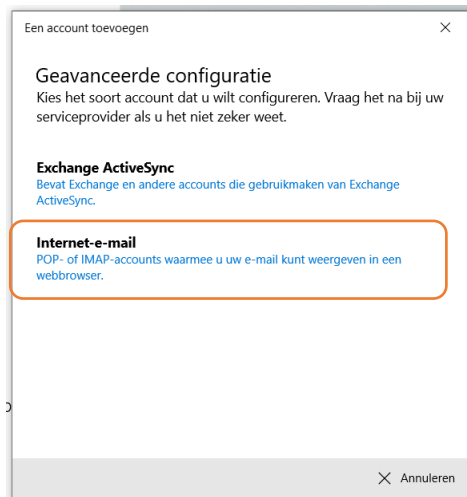 Een account toevoegen
Geavanceerde configuratie
Kies het soort account dat u wilt configureren. Vraag het na bij uw
serviceprovider als u het niet zeker weet.
Exchange ActiveSync
Bevat Exchange en andere accounts die gebruikmaken van Exchange
ActiveSync.
Internet-e-mail
POP- of IMAP-accounts waarmee u uw e-mail kunt weergeven in een
webbrowser.
Annuleren